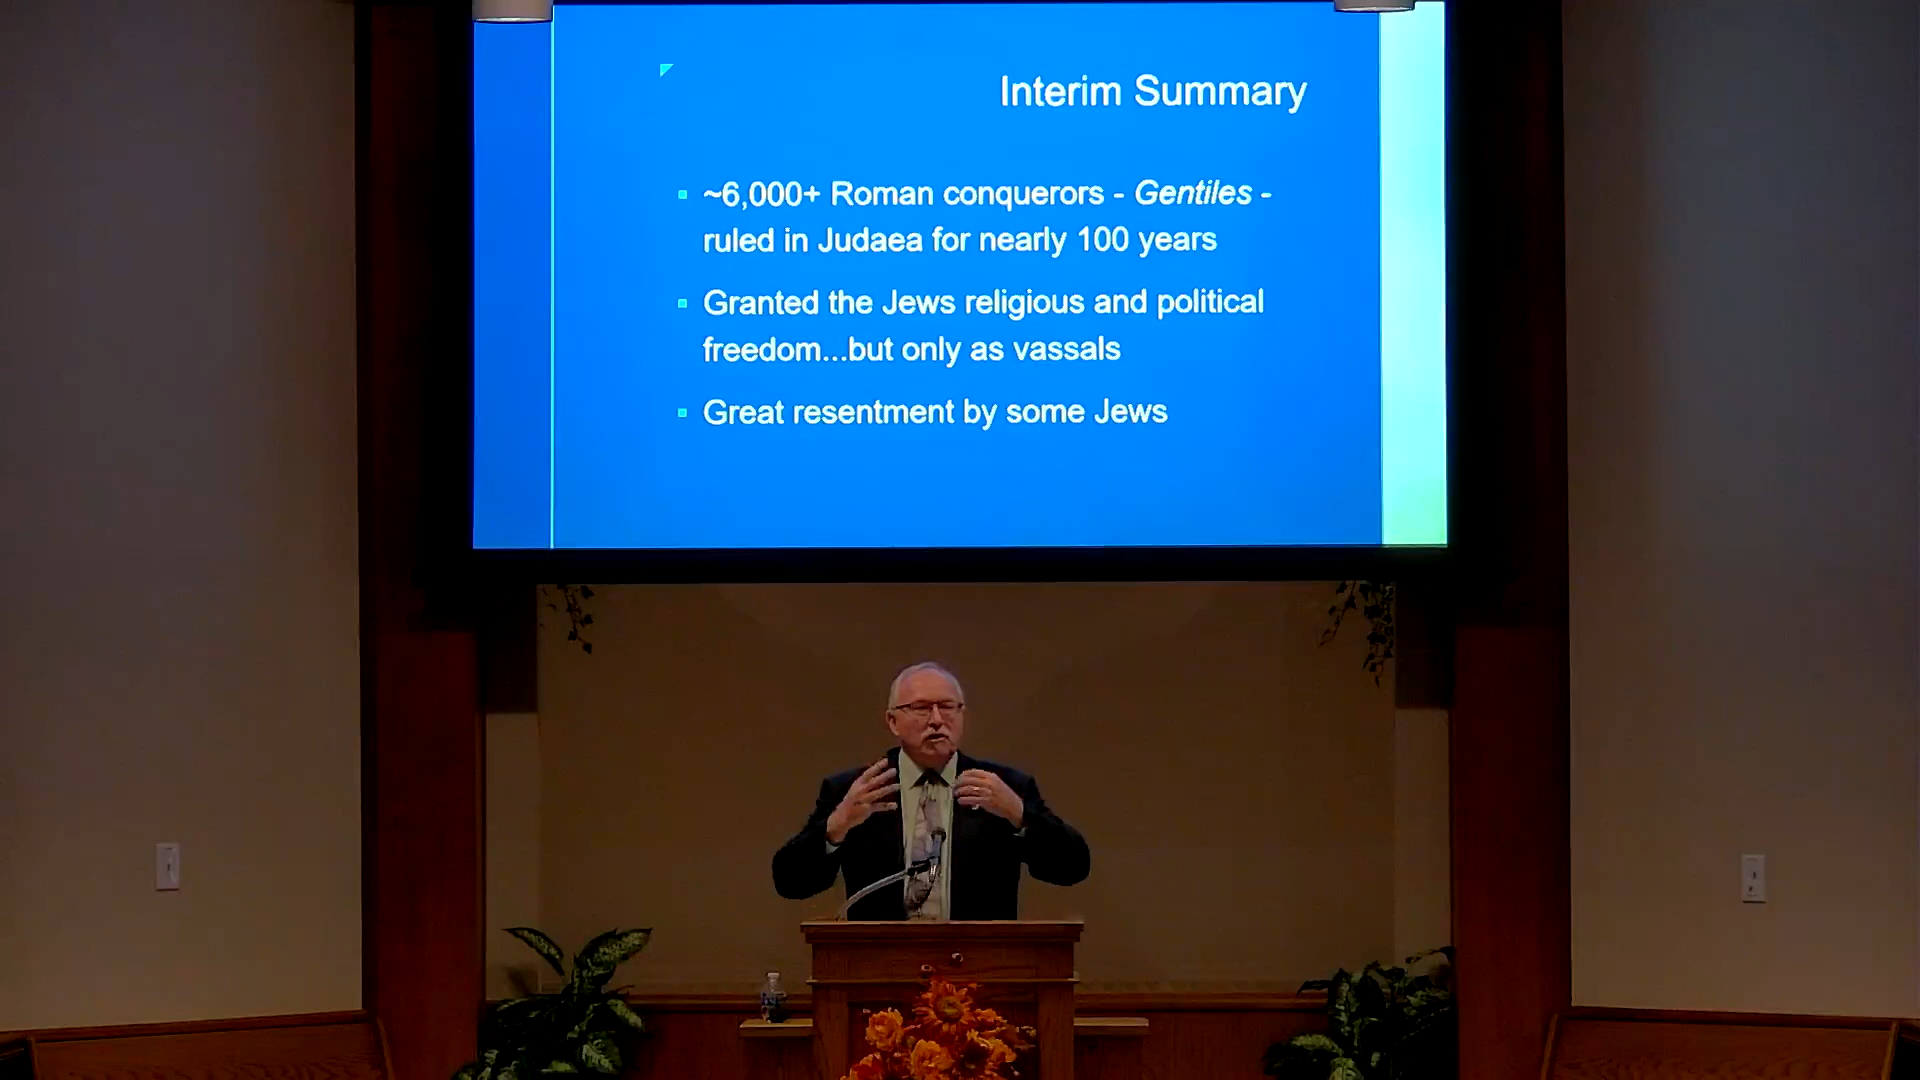 Interim Summary
~6,000+ Roman conquerors - Gentiles -
ruled in Judaea for nearly 100 years
Granted the Jews religious and political
freedom...but only as vassals
Great resentment by some Jews